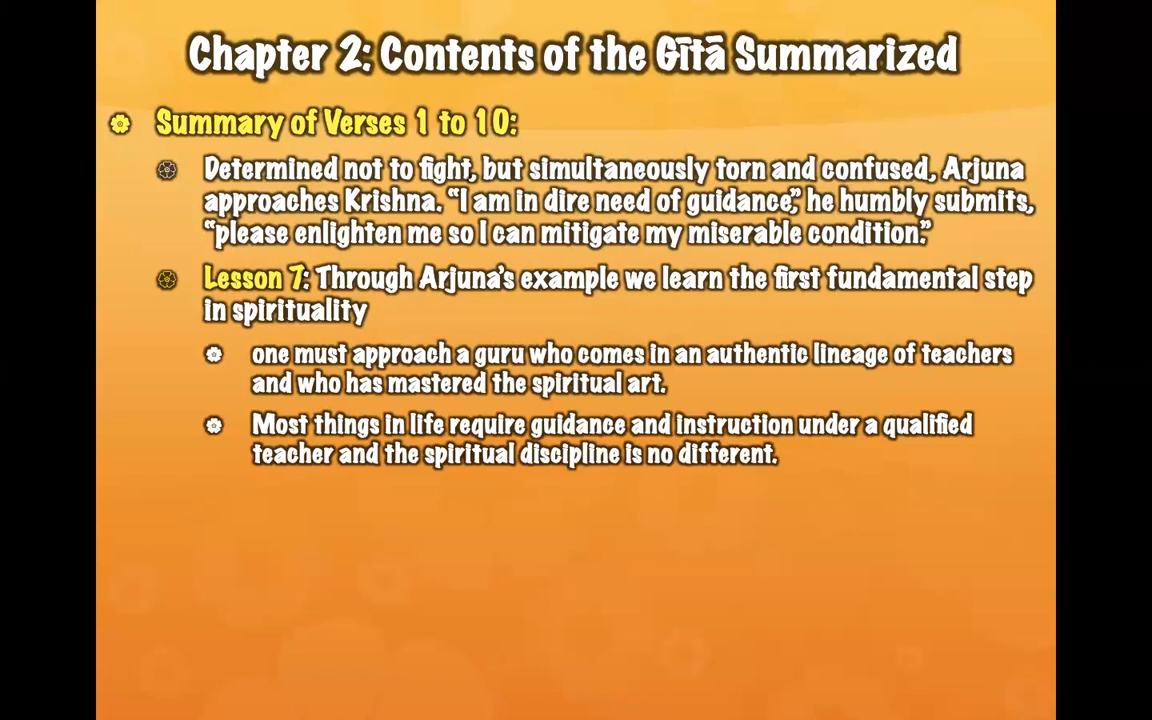 Chapter 2: Contents of the Gītā Summarized
Summary of Verses 1 to 10:
Determined not to fight, but simultaneously torn and confused, Arjuna
approaches Krishna. “I am in dire need of guidance,” he humbly submits,
“please enlighten me so I can mitigate my miserable condition.”
Lesson 7: Through Arjuna’s example we learn the first fundamental step
in spirituality
one must approach a guru who comes in an authentic lineage of teachers
and who has mastered the spiritual art.
Most things in life require guidance and instruction under a qualified
teacher and the spiritual discipline is no different.